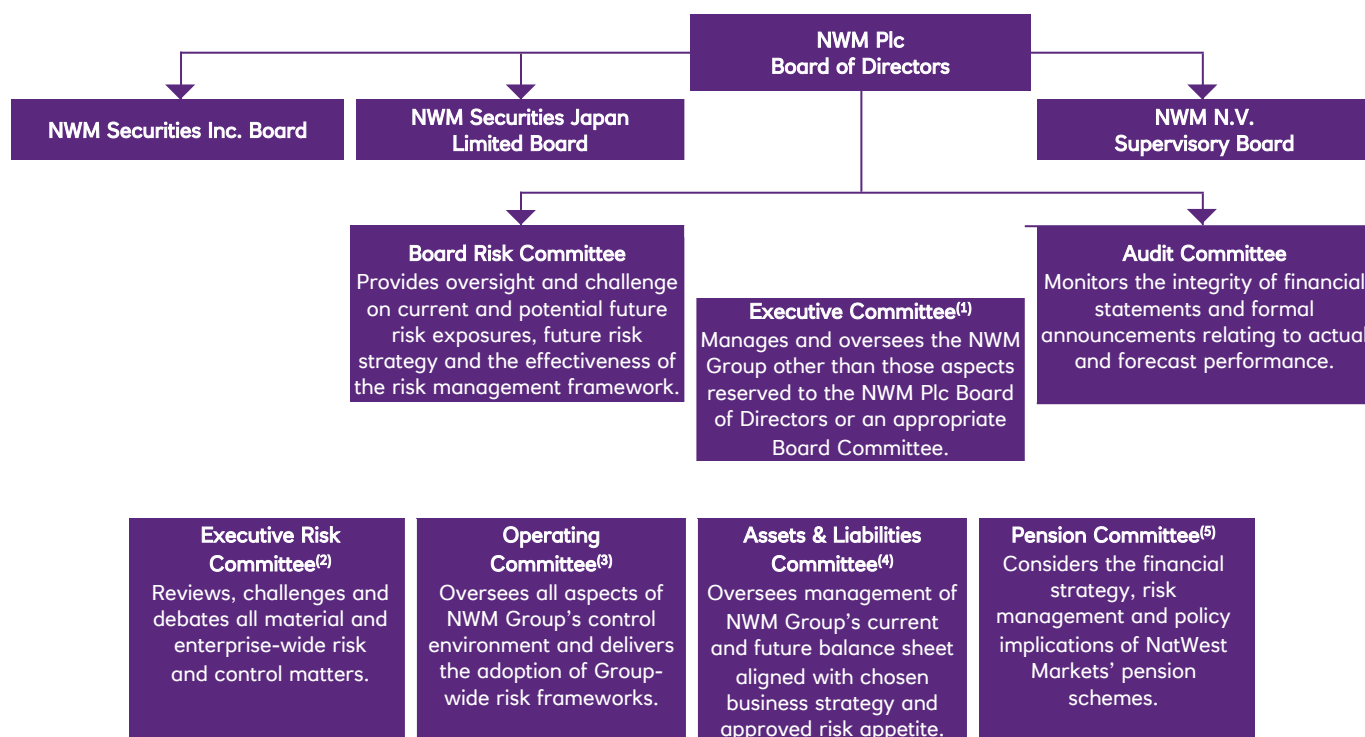 NWM Plc
Board of Directors
NWM Securities Inc. Board
NWM Securities Japan
Limited Board
NWM N.V.
Supervisory Board
Board Risk Committee
Provides oversight and challenge
on current and potential future
risk exposures, future risk
strategy and the effectiveness of
the risk management framework.
Executive Committee(1)
Manages and oversees the NWM
Group other than those aspects
reserved to the NWM Plc Board
of Directors or an appropriate
Board Committee.
Audit Committee
Monitors the integrity of financial
statements and formal
announcements relating to actual
and forecast performance.
Executive Risk
Committee(2)
Reviews, challenges and
debates all material and
enterprise-wide risk
and control matters.
Operating
Committee(3)
Oversees all aspects of
NWM Group’s control
environment and delivers
the adoption of Group-
wide risk frameworks.
Assets & Liabilities
Committee(4)
Oversees management of
NWM Group’s current
and future balance sheet
aligned with chosen
business strategy and
approved risk appetite.
Pension Committee(5)
Considers the financial
strategy, risk
management and policy
implications of NatWest
Markets’ pension
schemes.